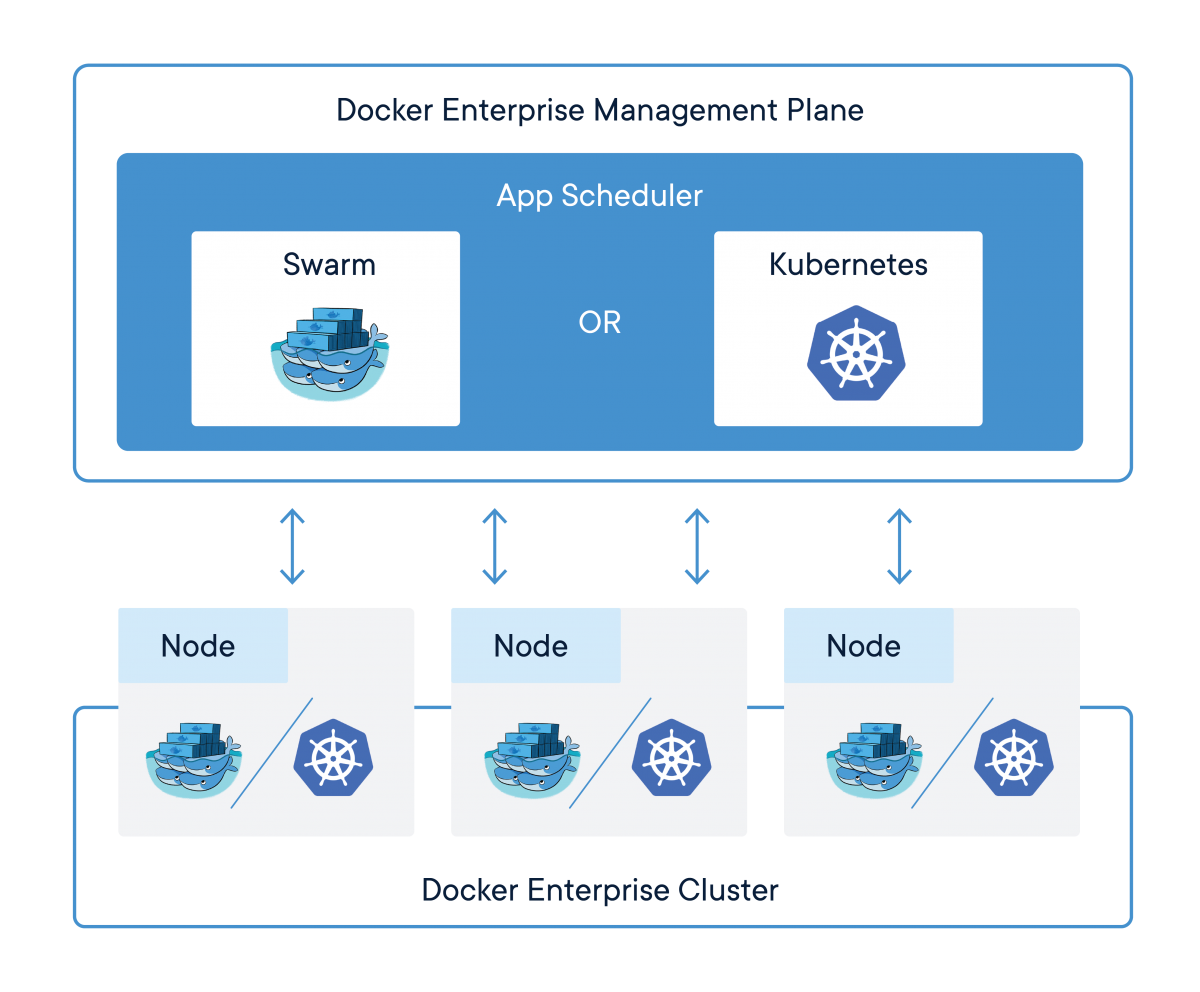 Docker Enterprise Management Plane
App Scheduler
Swarm
OR
Kubernetes
Node
Node
Node
Docker Enterprise Cluster